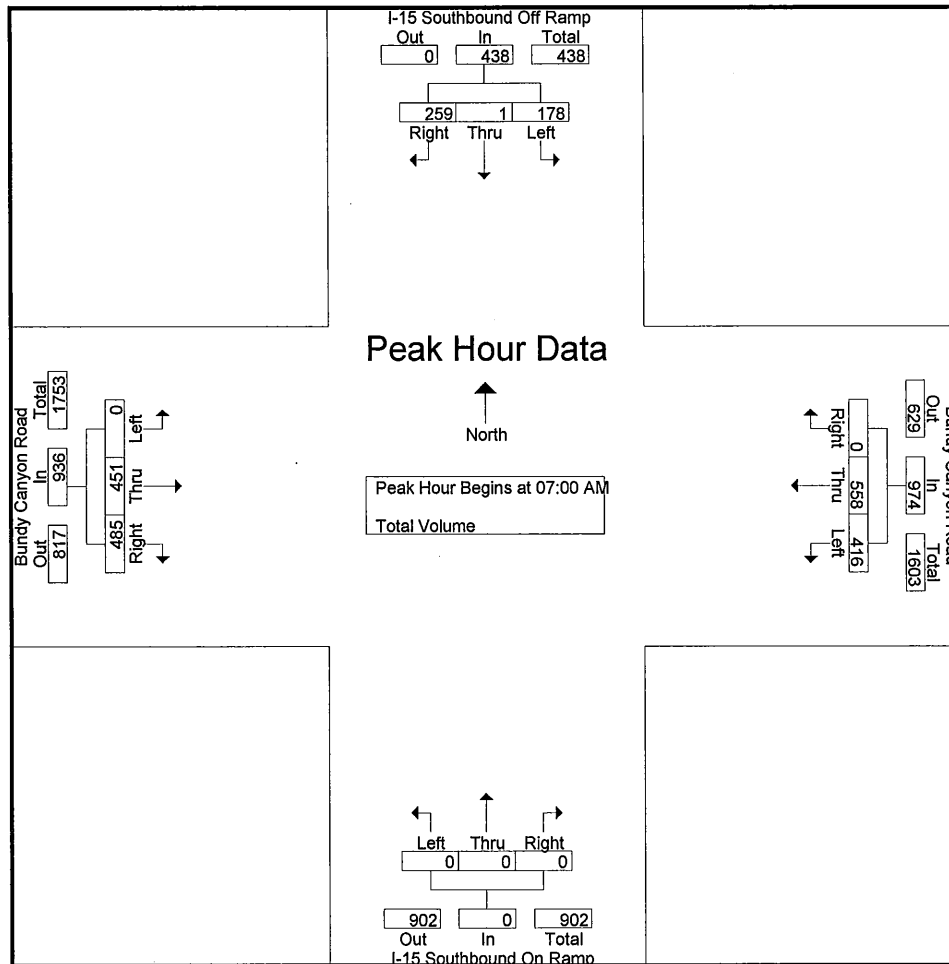 I-15 Southbound Off Ramp
Out In Total
0 438 438
259 1 178
Right Thru Left
Peak Hour Data
North
Peak Hour Begins at 07:00 AM
Total Volume
Bundy Canyon Road
Total In Out
1753 936 817
0 451 485
Left Thru Right
Right Thru Left
0 558 416
Out In Total
629 974 1603
Bundy Canyon Road
Left Thru Right
0 0 0
902 0 902
Out In Total
I-15 Southbound On Ramp